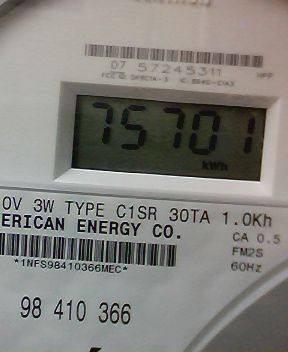 07 57245311
75701
kWh
0V 3W TYPE C1SR 30TA 1.0Kh
ERICAN ENERGY CO.
CA 0.5
FM2S
*1NFS98410366MEC*
60Hz
98 410 366